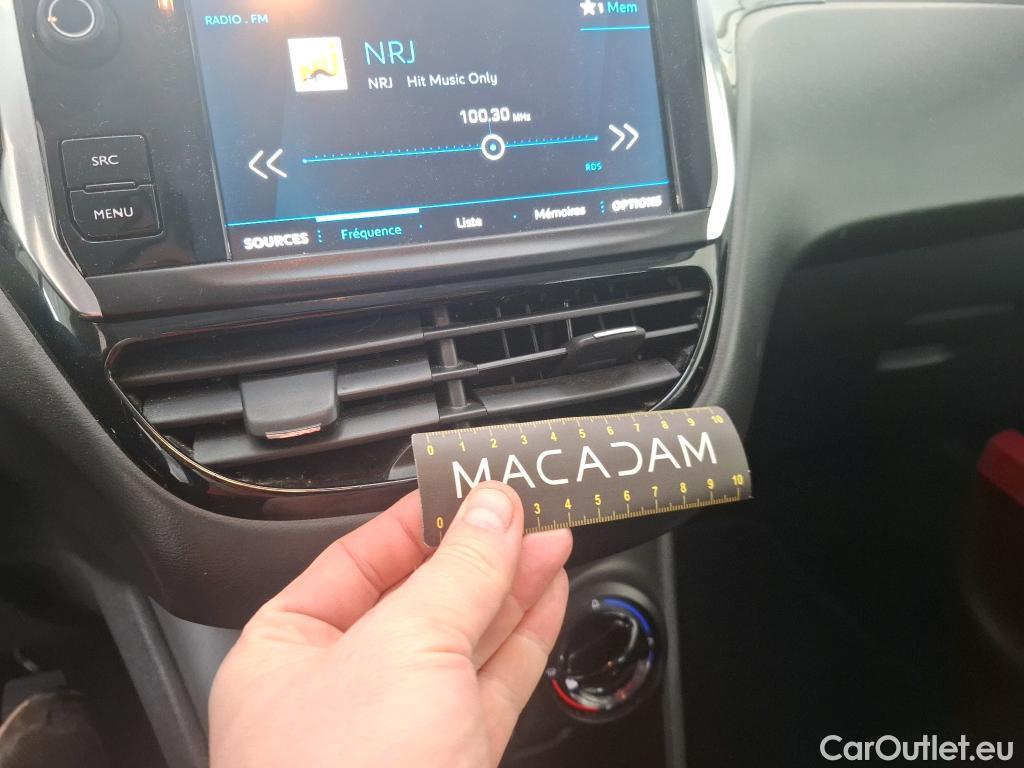 RADIO . FM
★1 Mem
NRJ
NRJ
NRJ Hit Music Only
100.30 MHz
RDS
SRC
MENU
SOURCES
Fréquence
Liste
Mémoires
OPTIONS
0 1 2 3 4 5 6 7 8 9 10
MACADAM
0 3 4 5 6 7 8 9 10
CarOutlet.eu